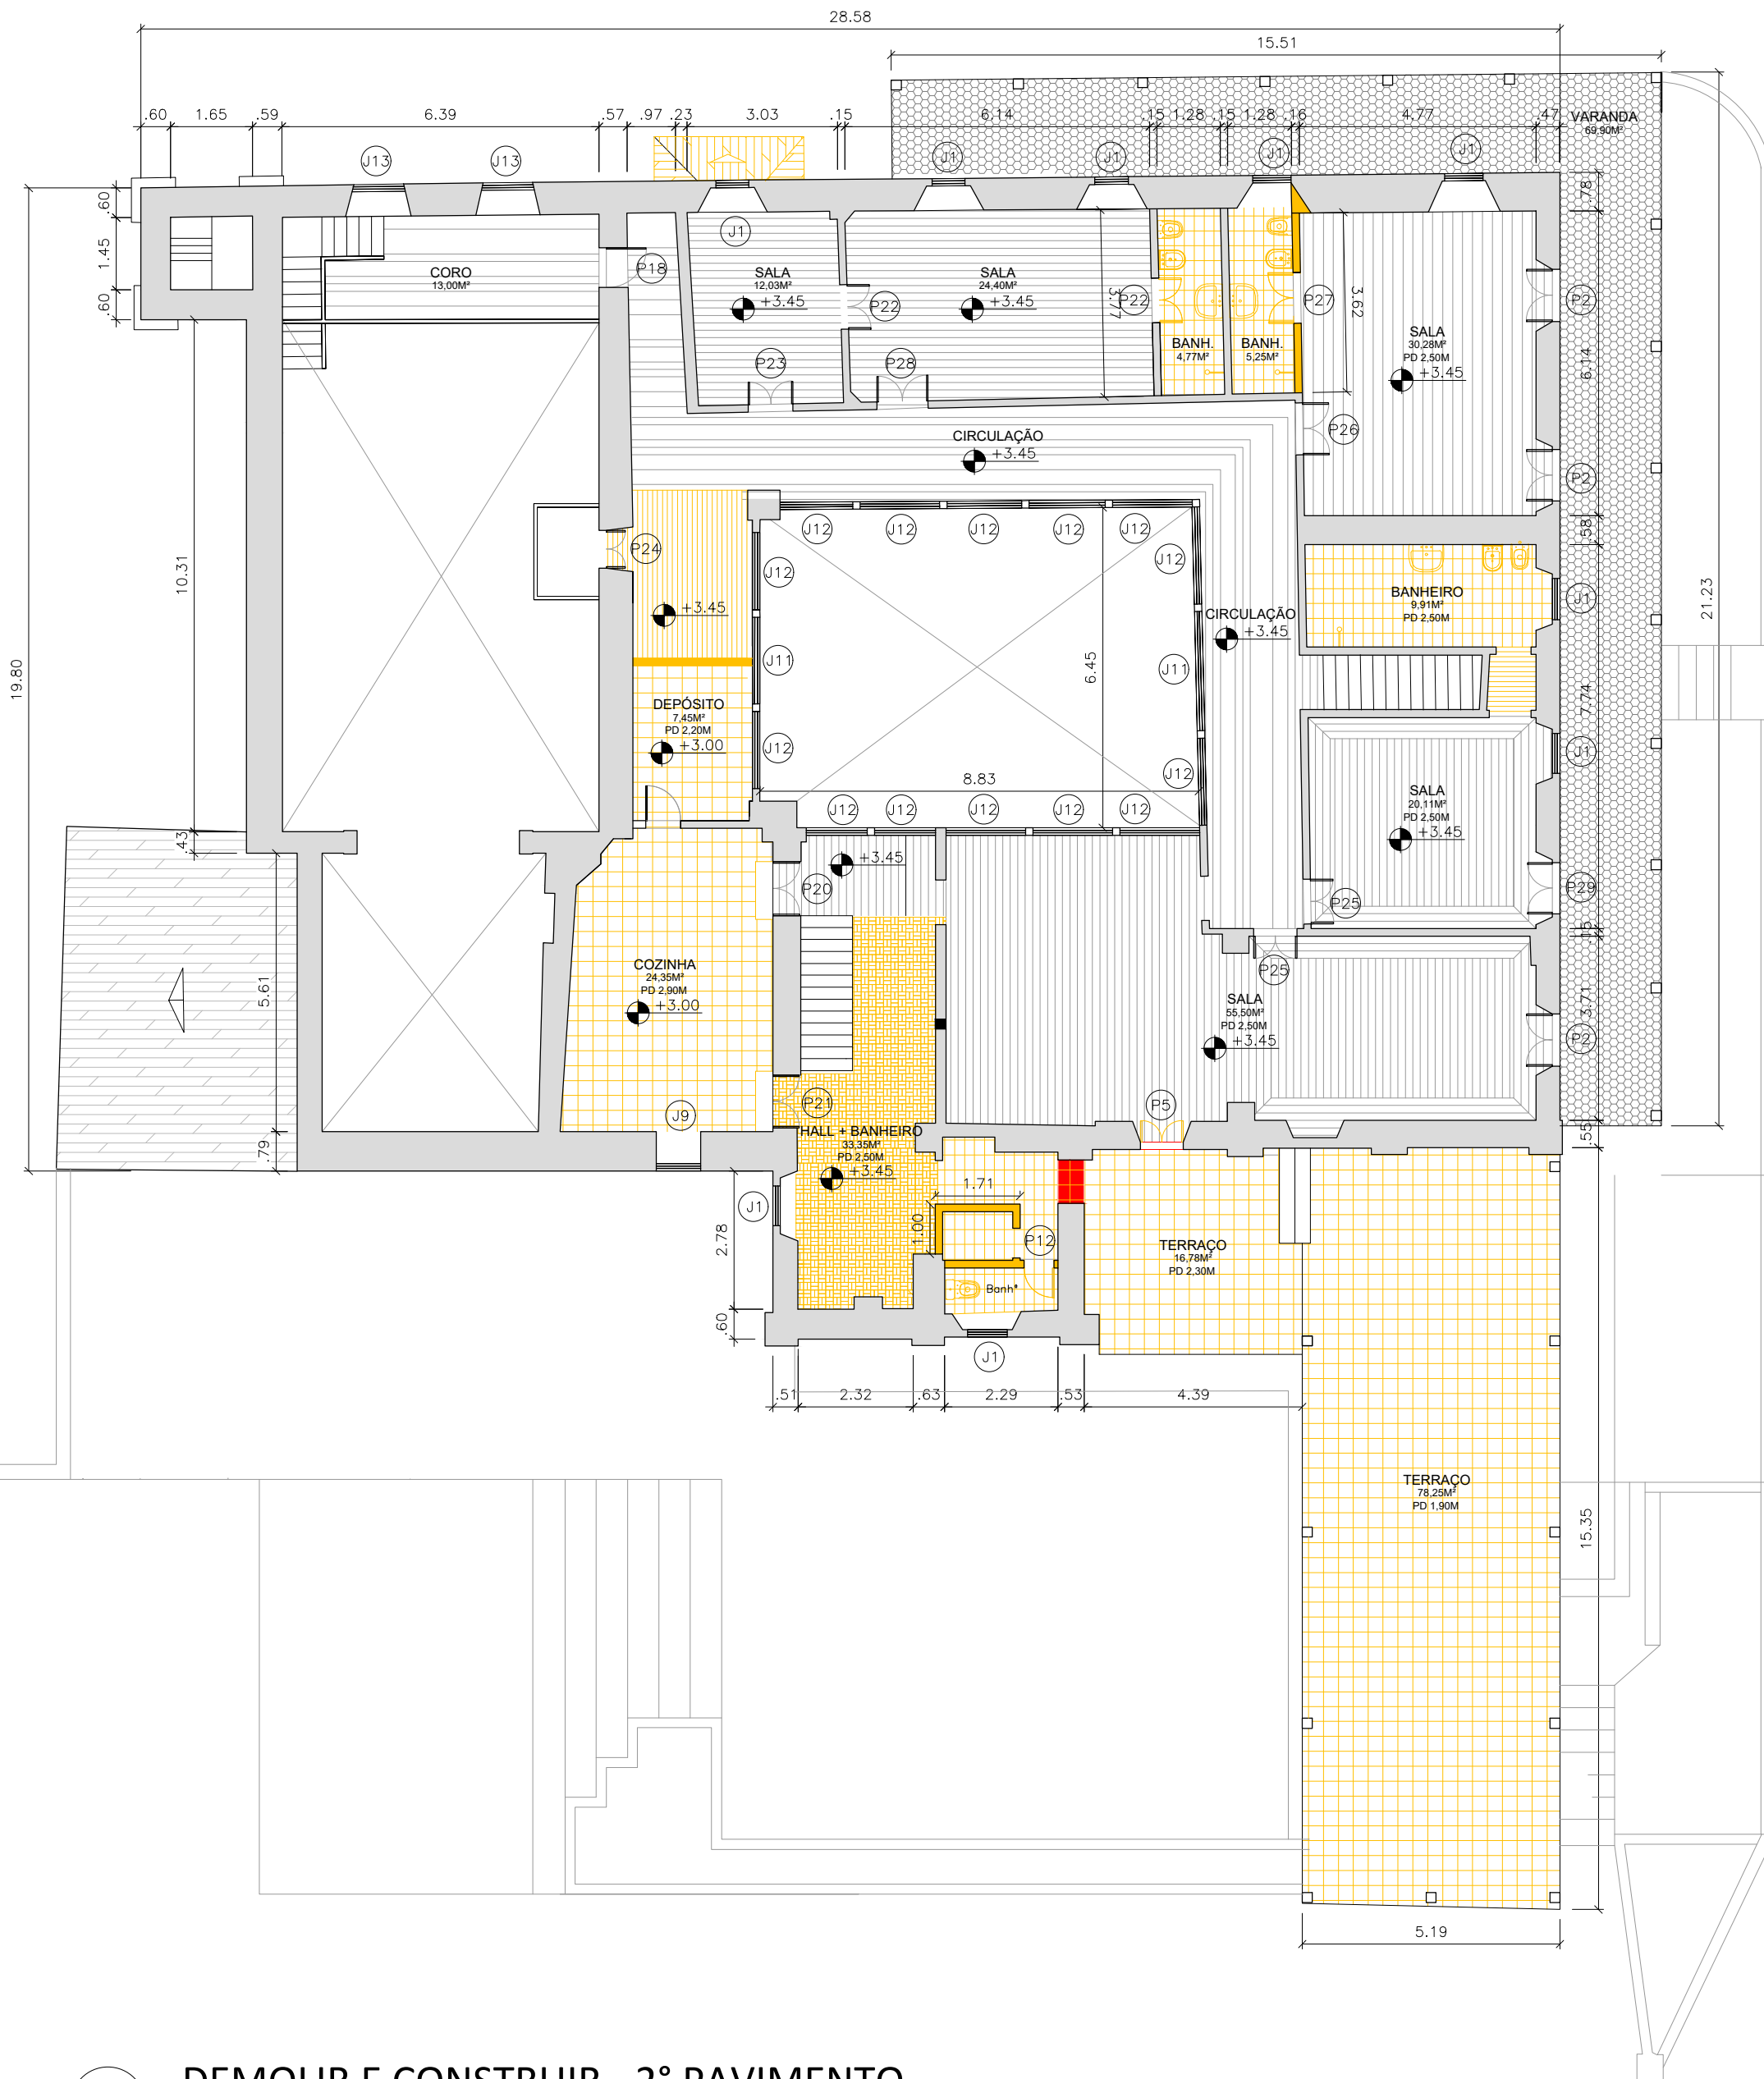 28.58
15.51
.60
1.65
.59
6.39
.57
.97
.23
3.03
.15
6.14
.15
1.28
.15
1.28
.16
4.77
.47
VARANDA
69,90M²
J13
J13
J1
J1
J1
J1
.60
1.45
.60
.78
CORO
13,00M²
P18
J1
SALA
12,03M²
+3.45
P22
SALA
24,40M²
+3.45
3.77
P22
BANH.
4,77M²
BANH.
5,25M²
P27
3.62
SALA
30,28M²
PD 2,50M
+3.45
P2
6.14
P23
P28
P26
P2
CIRCULAÇÃO
+3.45
.58
21.23
J12
J12
J12
J12
J12
P24
J12
J12
10.31
+3.45
CIRCULAÇÃO
+3.45
BANHEIRO
9,91M²
PD 2,50M
J1
19.80
J11
6.45
J11
DEPÓSITO
7,45M²
PD 2,20M
+3.00
J12
8.83
J12
7.74
J1
SALA
20,11M²
PD 2,50M
+3.45
J12
J12
J12
J12
J12
.43
+3.45
P20
P25
P29
.15
5.61
COZINHA
24,35M²
PD 2,90M
+3.00
P25
SALA
55,50M²
PD 2,50M
+3.45
3.71
P2
J9
P21
P5
HALL + BANHEIRO
33,35M²
PD 2,50M
+3.45
.55
.79
J1
2.78
1.71
1.00
P12
TERRAÇO
16,78M²
PD 2,30M
Banhº
.60
J1
.51
2.32
.63
2.29
.53
4.39
TERRAÇO
78,25M²
PD 1,90M
15.35
5.19
DEMOLIR E CONSTRUIR - 2° PAVIMENTO